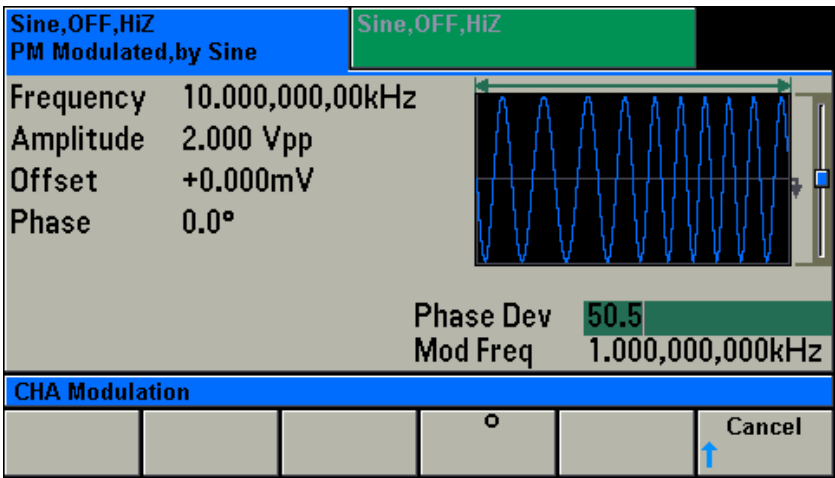 Sine,OFF,HiZ
PM Modulated,by Sine
Sine,OFF,HiZ
Frequency 10.000,000,00kHz
Amplitude 2.000 Vpp
Offset +0.000mV
Phase 0.0°
Phase Dev 50.5
Mod Freq 1.000,000,000kHz
CHA Modulation
° Cancel